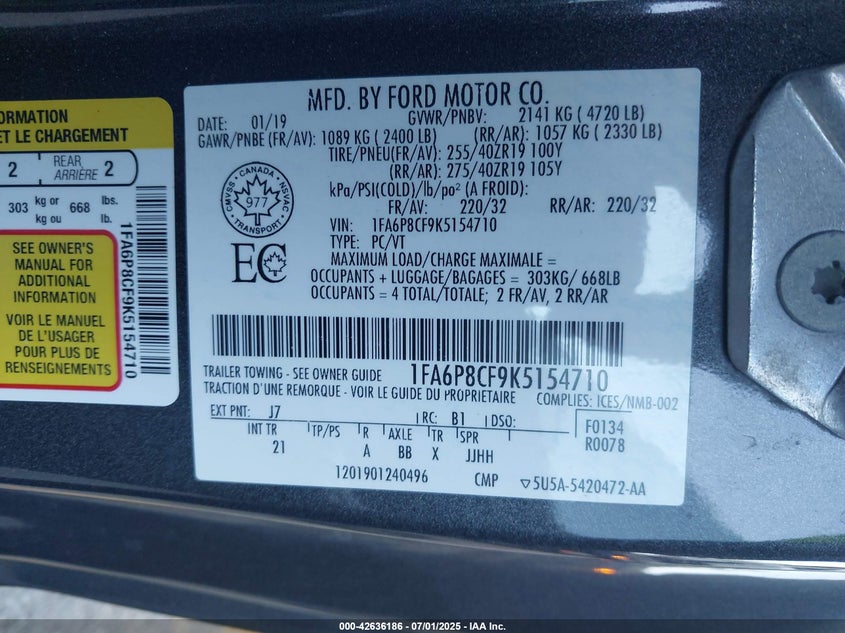 ORMATION
ET LE CHARGEMENT
2 REAR ARRIÈRE 2
303 kg or kg ou 668 lbs. lb.
SEE OWNER'S
MANUAL FOR
ADDITIONAL
INFORMATION
VOIR LE MANUEL
DE L'USAGER
POUR PLUS DE
RENSEIGNEMENTS
1FA6P8CF9K5154710
MFD. BY FORD MOTOR CO.
DATE: 01/19 GVWR/PNBV: 2141 KG ( 4720 LB)
GAWR/PNBE (FR/AV): 1089 KG ( 2400 LB) (RR/AR): 1057 KG ( 2330 LB)
TIRE/PNEU(FR/AV): 255/40ZR19 100Y
(RR/AR): 275/40ZR19 105Y
kPa/PSI(COLD)/lb/po² (A FROID):
FR/AV: 220/32 RR/AR: 220/32
VIN: 1FA6P8CF9K5154710
TYPE: PC/VT
MAXIMUM LOAD/CHARGE MAXIMALE =
OCCUPANTS + LUGGAGE/BAGAGES = 303KG/ 668LB
OCCUPANTS = 4 TOTAL/TOTALE; 2 FR/AV, 2 RR/AR
CANADA
CMVSS NSVAC
977
TRANSPORT
EC
TRAILER TOWING - SEE OWNER GUIDE 1FA6P8CF9K5154710
TRACTION D'UNE REMORQUE - VOIR LE GUIDE DU PROPRIETAIRE COMPLIES: ICES/NMB-002
EXT PNT: J7 RC: B1 DSO: F0134
INT TR TP/PS R AXLE TR SPR R0078
21 A BB X JJHH
1201901240496 CMP ▽5U5A-5420472-AA
000-42636186 - 07/01/2025 - IAA Inc.